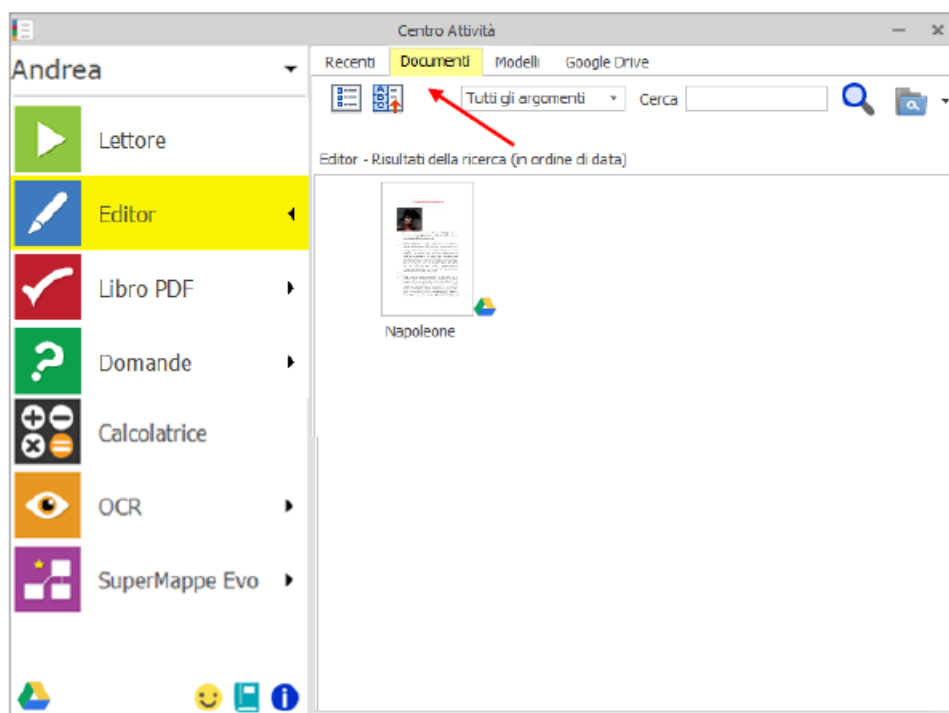 Centro Attività
Andrea
Recenti Documenti Modelli Google Drive
Tutti gli argomenti Cerca
Editor - Risultati della ricerca (in ordine di data)
Napoleone
Lettore
Editor
Libro PDF
Domande
Calcolatrice
OCR
SuperMappe Evo